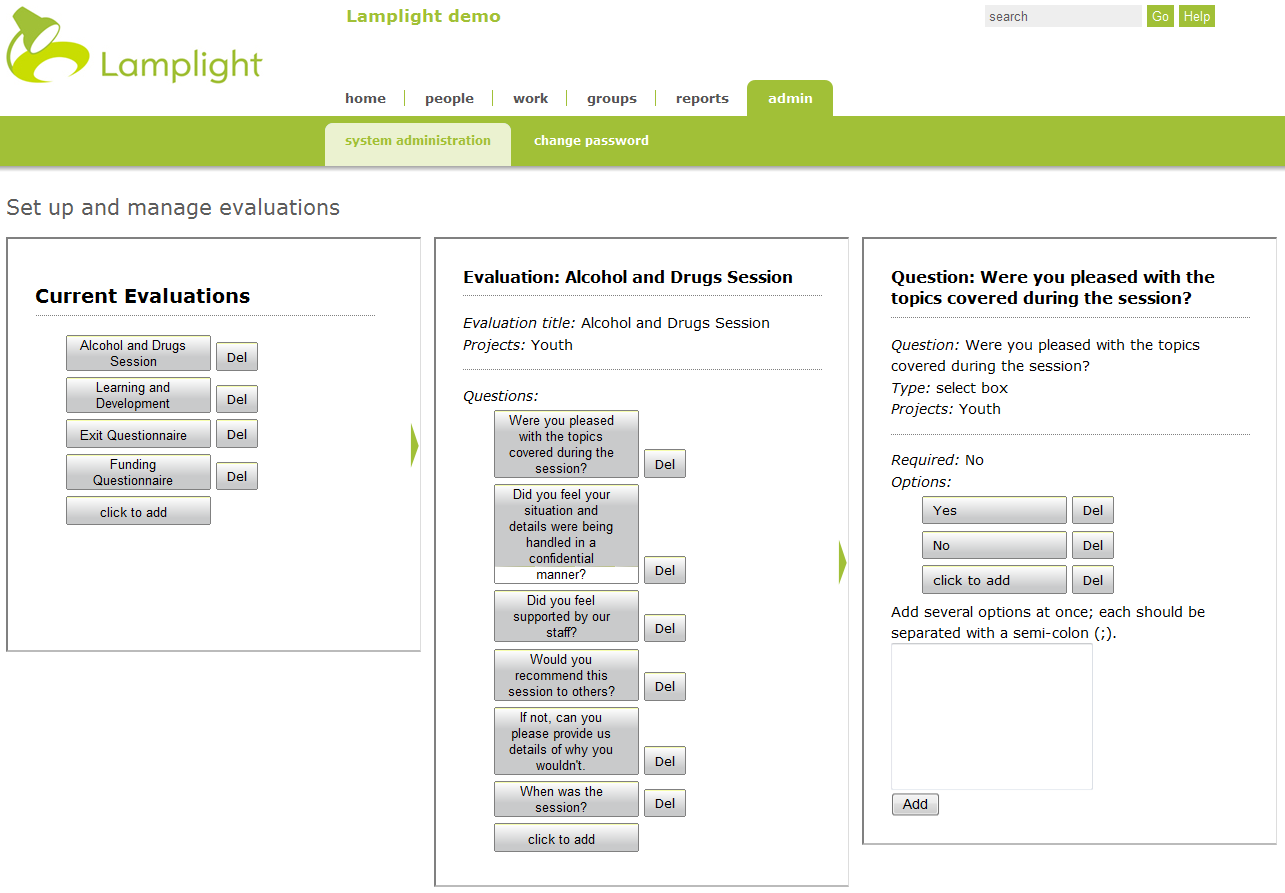 Lamplight demo
search
Go
Help
Lamplight
home
people
work
groups
reports
admin
system administration
change password
Set up and manage evaluations
Current Evaluations
Alcohol and Drugs
Session
Del
Learning and
Development
Del
Exit Questionnaire
Del
Funding
Questionnaire
Del
click to add
Evaluation: Alcohol and Drugs Session
Evaluation title: Alcohol and Drugs Session
Projects: Youth
Questions:
Were you pleased
with the topics
covered during the
session?
Del
Did you feel your
situation and
details were being
handled in a
confidential
manner?
Del
Did you feel
supported by our
staff?
Del
Would you
recommend this
session to others?
Del
If not, can you
please provide us
details of why you
wouldn't.
Del
When was the
session?
Del
click to add
Question: Were you pleased with the
topics covered during the session?
Question: Were you pleased with the topics
covered during the session?
Type: select box
Projects: Youth
Required: No
Options:
Yes
Del
No
Del
click to add
Del
Add several options at once; each should be
separated with a semi-colon (;).
Add